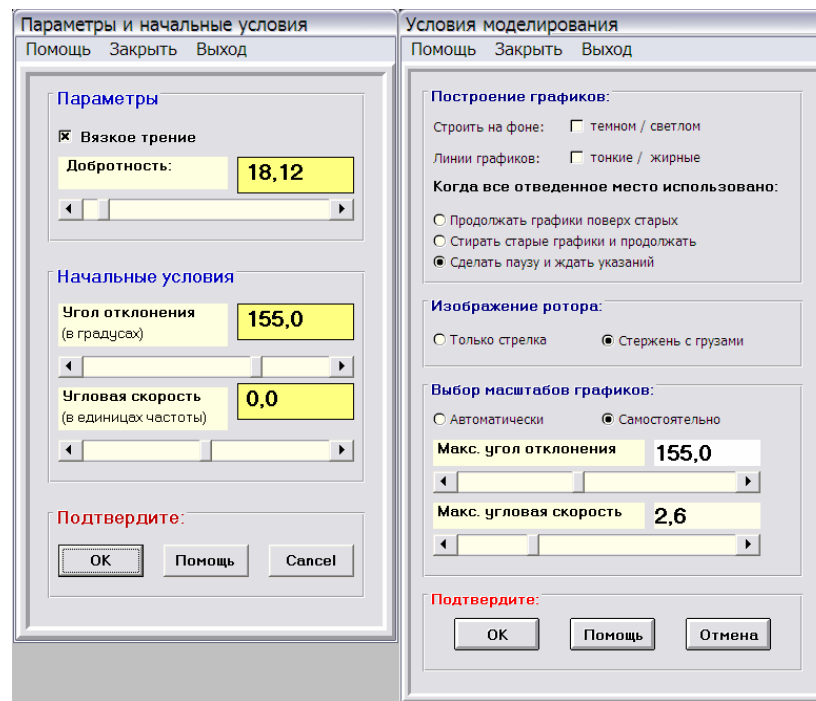 Параметры и начальные условия
Помощь Закрыть Выход
Параметры
Вязкое трение
Добротность:
18,12
Начальные условия
Угол отклонения
(в градусах)
155,0
Угловая скорость
(в единицах частоты)
0,0
Подтвердите:
OK Помощь Cancel
Условия моделирования
Помощь Закрыть Выход
Построение графиков:
Строить на фоне: темном / светлом
Линии графиков: тонкие / жирные
Когда все отведенное место использовано:
Продолжать графики поверх старых
Стирать старые графики и продолжать
Сделать паузу и ждать указаний
Изображение ротора:
Только стрелка Стержень с грузами
Выбор масштабов графиков:
Автоматически Самостоятельно
Макс. угол отклонения 155,0
Макс. угловая скорость 2,6
Подтвердите:
OK Помощь Отмена